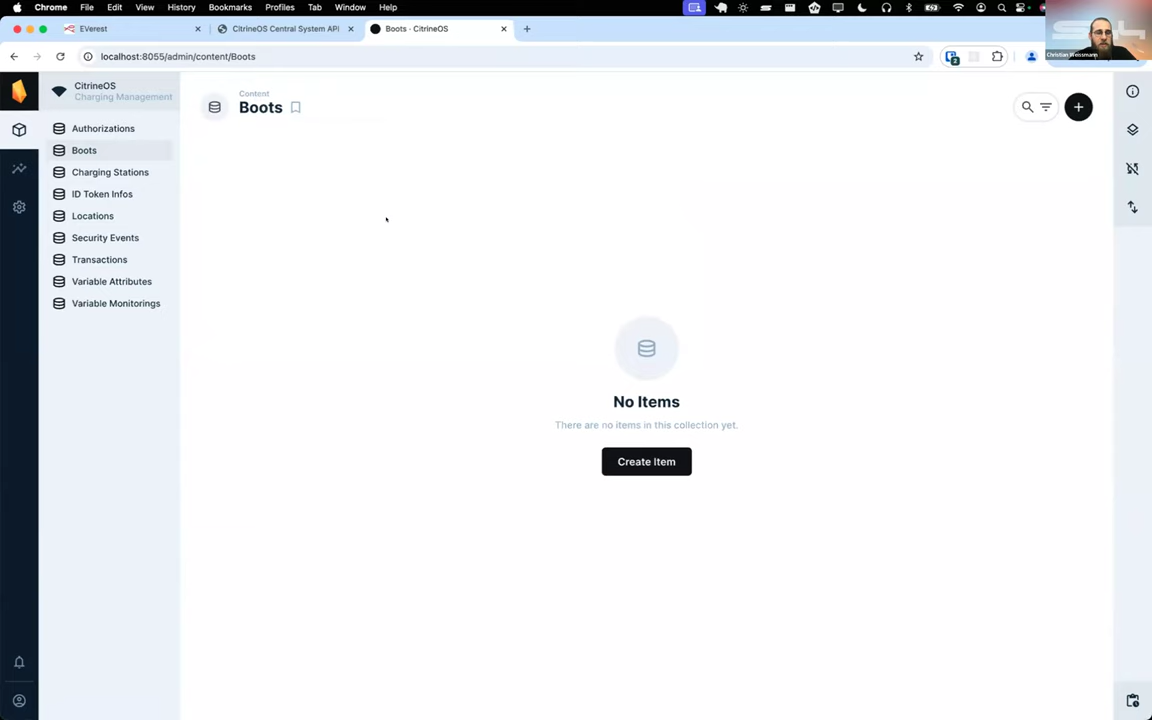 Chrome File Edit View History Bookmarks Profiles Tab Window Help
EVerest
CitrineOS Central System API
Boots · CitrineOS
localhost:8055/admin/content/Boots
Christian Weissmann
CitrineOS
Charging Management
Authorizations
Boots
Charging Stations
ID Token Infos
Locations
Security Events
Transactions
Variable Attributes
Variable Monitorings
Content
Boots
No Items
There are no items in this collection yet.
Create Item